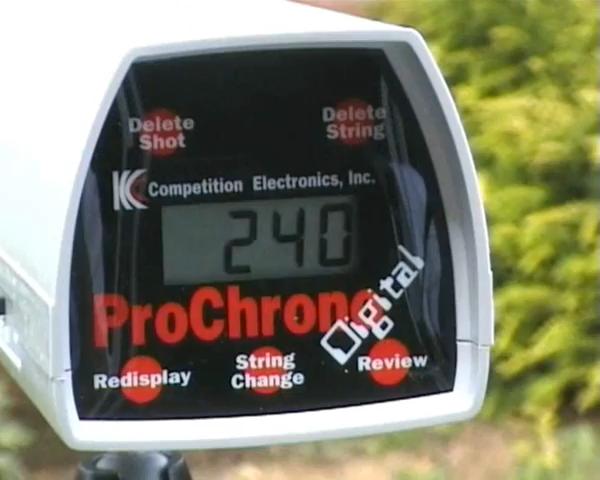 Delete Shot
Delete String
Competition Electronics, Inc.
240
ProChrono
Digital
Redisplay
String Change
Review